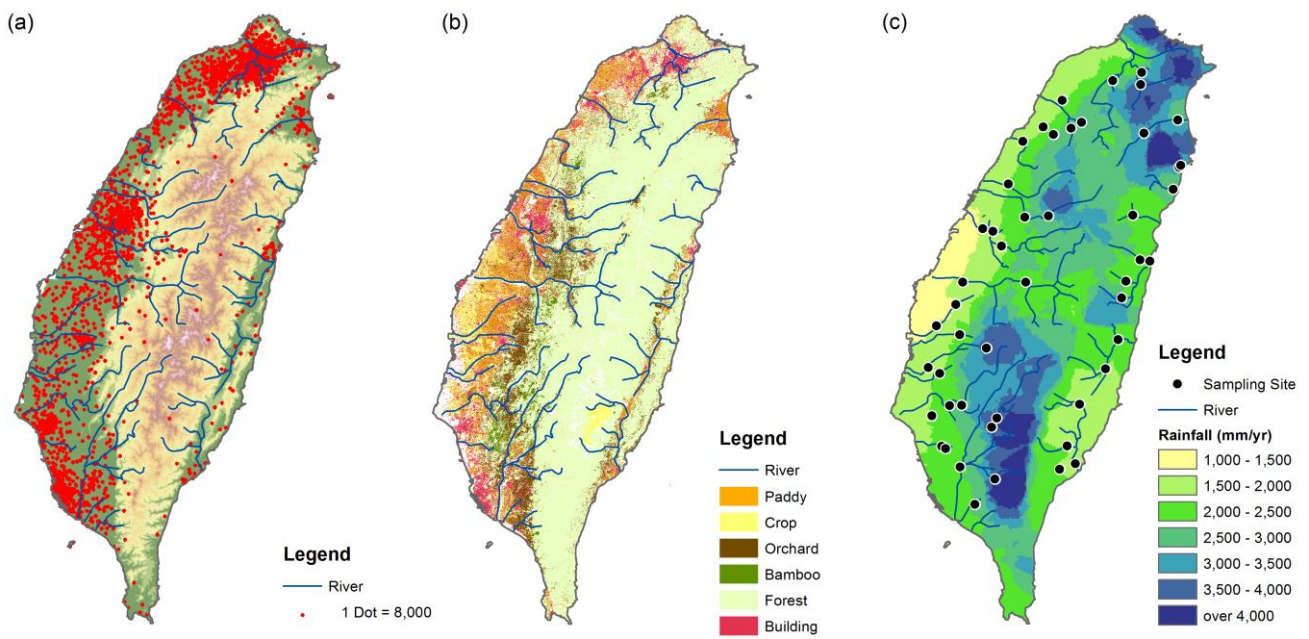 (a)
Legend
River
1 Dot = 8,000
(b)
Legend
River
Paddy
Crop
Orchard
Bamboo
Forest
Building
(c)
Legend
Sampling Site
River
Rainfall (mm/yr)
1,000 - 1,500
1,500 - 2,000
2,000 - 2,500
2,500 - 3,000
3,000 - 3,500
3,500 - 4,000
over 4,000